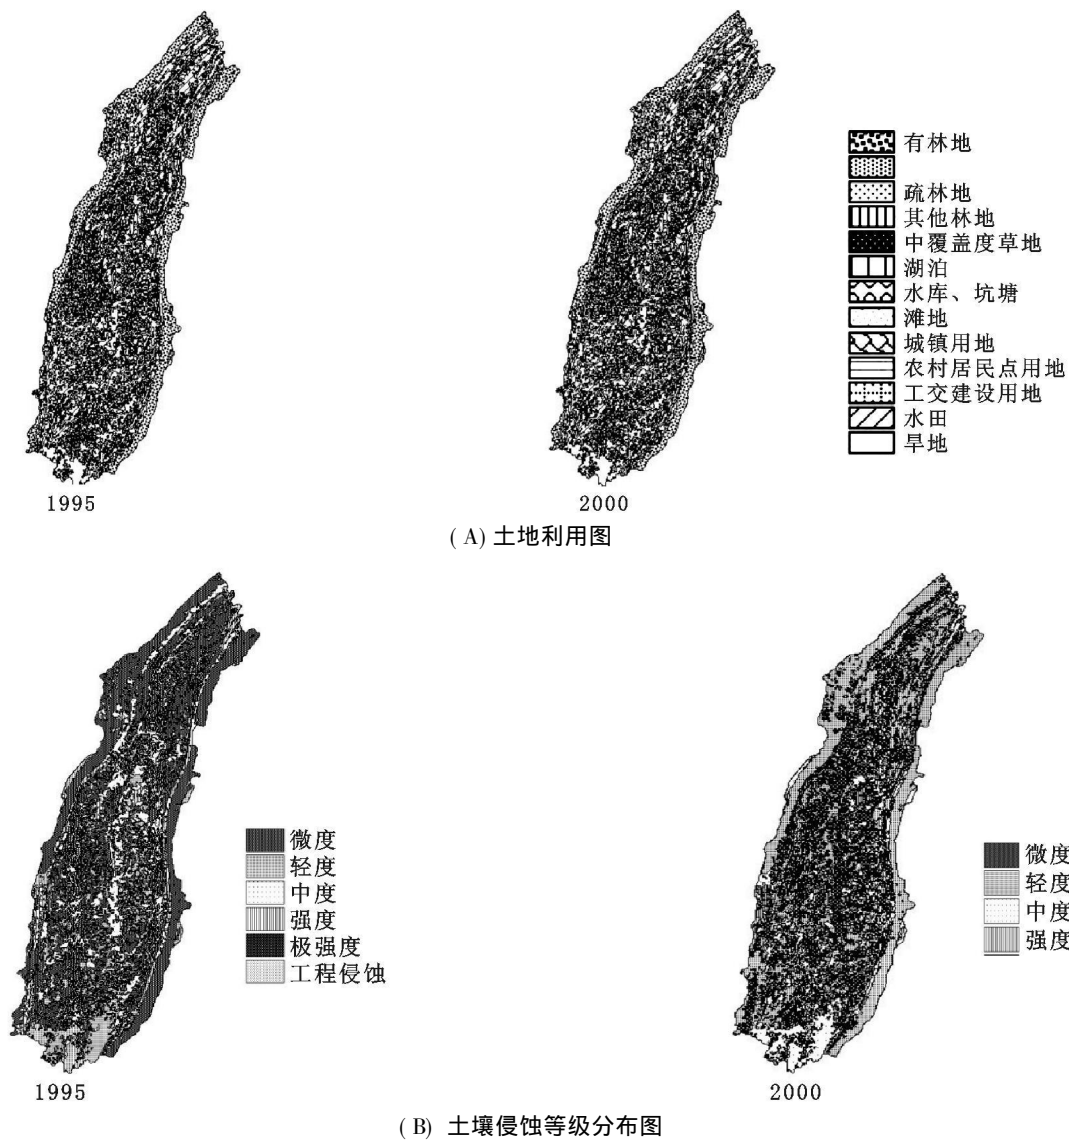 有林地
疏林地
其他林地
中覆盖度草地
湖泊
水库、坑塘
滩地
城镇用地
农村居民点用地
工交建设用地
水田
旱地
1995
2000
( A) 土地利用图
微度
轻度
中度
强度
极强度
工程侵蚀
1995
微度
轻度
中度
强度
2000
( B) 土壤侵蚀等级分布图